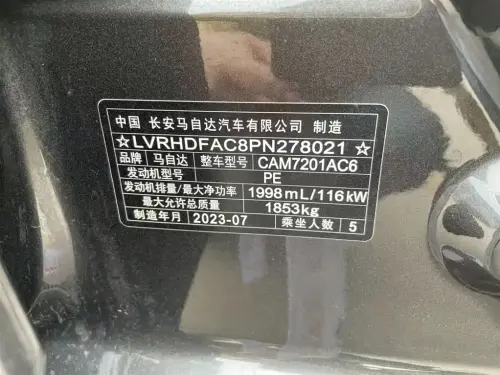 中国 长安马自达汽车有限公司 制造
☆LVRHDFAC8PN278021☆
品牌 马自达 整车型号 CAM7201AC6
发动机型号 PE
发动机排量/最大净功率 1998mL/116kW
最大允许总质量 1853kg
制造年月 2023-07 乘坐人数 5